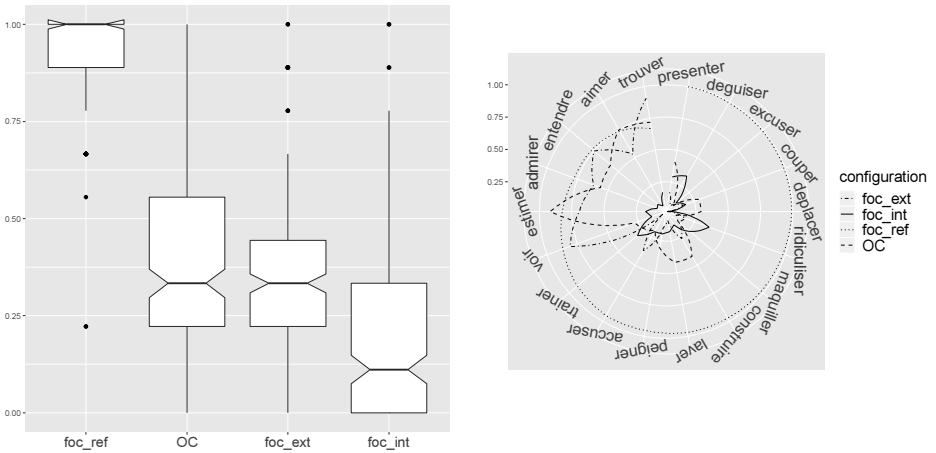 1.00
0.75
0.50
0.25
0.00
foc_ref OC foc_ext foc_int
1.00
0.75
0.50
0.25
presenter
deguiser
excuser
couper
deplacer
ridiculiser
maquiller
construire
laver
peigner
accuser
trainer
voir
estimer
admirer
entendre
aimer
trouver
configuration
foc_ext
foc_int
foc_ref
OC